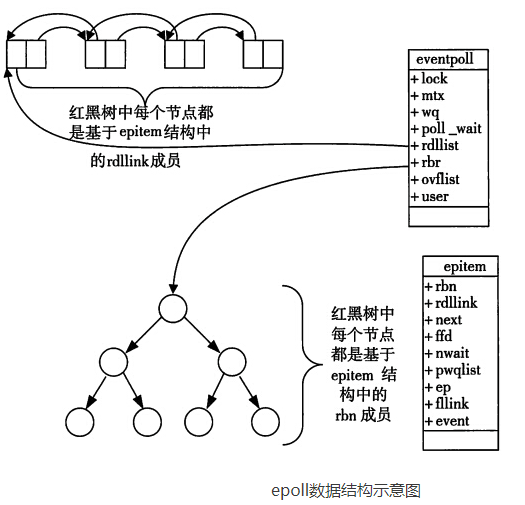 红黑树中每个节点都
是基于epitem结构中
的rdllink成员
eventpoll
+lock
+mtx
+wq
+poll_wait
+rdllist
+rbr
+ovflist
+user
epitem
+rbn
+rdllink
+next
+ffd
+nwait
+pwqlist
+ep
+fllink
+event
红黑树中
每个节点
都是基于
epitem 结
构中的
rbn 成员
epoll数据结构示意图